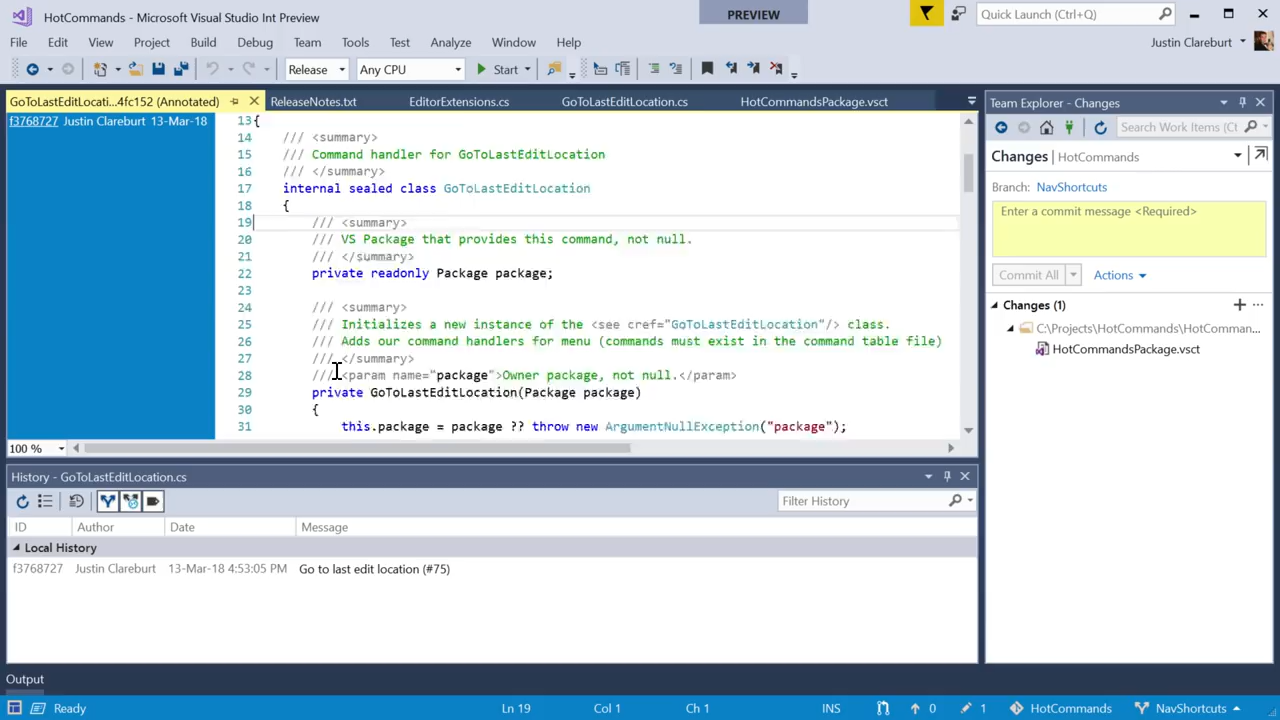 HotCommands - Microsoft Visual Studio Int Preview
PREVIEW
Quick Launch (Ctrl+Q)
File Edit View Project Build Debug Team Tools Test Analyze Window Help
Justin Clareburt
Release Any CPU Start
GoToLastEditLocati...4fc152 (Annotated) ReleaseNotes.txt EditorExtensions.cs GoToLastEditLocation.cs HotCommandsPackage.vsct
f3768727 Justin Clareburt 13-Mar-18
13 {
14 /// <summary>
15 /// Command handler for GoToLastEditLocation
16 /// </summary>
17 internal sealed class GoToLastEditLocation
18 {
19 /// <summary>
20 /// VS Package that provides this command, not null.
21 /// </summary>
22 private readonly Package package;
23
24 /// <summary>
25 /// Initializes a new instance of the <see cref="GoToLastEditLocation"/> class.
26 /// Adds our command handlers for menu (commands must exist in the command table file)
27 /// </summary>
28 /// <param name="package">Owner package, not null.</param>
29 private GoToLastEditLocation(Package package)
30 {
31 this.package = package ?? throw new ArgumentNullException("package");
100 %
Team Explorer - Changes
Search Work Items (Ct
Changes | HotCommands
Branch: NavShortcuts
Enter a commit message <Required>
Commit All Actions
Changes (1)
C:\Projects\HotCommands\HotComman...
HotCommandsPackage.vsct
History - GoToLastEditLocation.cs
Filter History
ID Author Date Message
Local History
f3768727 Justin Clareburt 13-Mar-18 4:53:05 PM Go to last edit location (#75)
Output
Ready Ln 19 Col 1 Ch 1 INS 0 1 HotCommands NavShortcuts